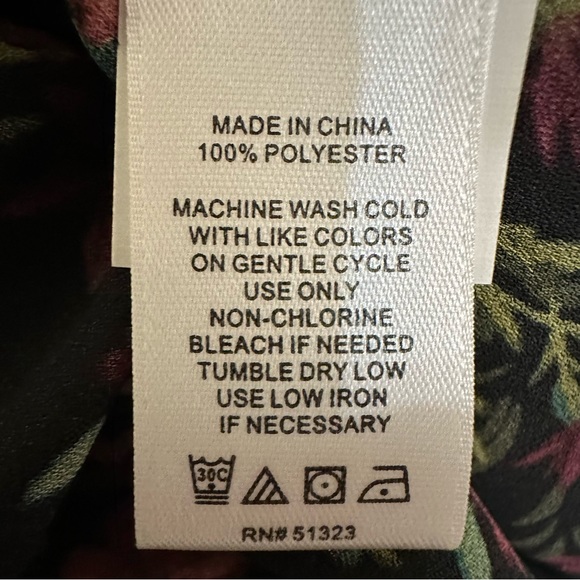 MADE IN CHINA
100% POLYESTER
MACHINE WASH COLD
WITH LIKE COLORS
ON GENTLE CYCLE
USE ONLY
NON-CHLORINE
BLEACH IF NEEDED
TUMBLE DRY LOW
USE LOW IRON
IF NECESSARY
30C
RN# 51323